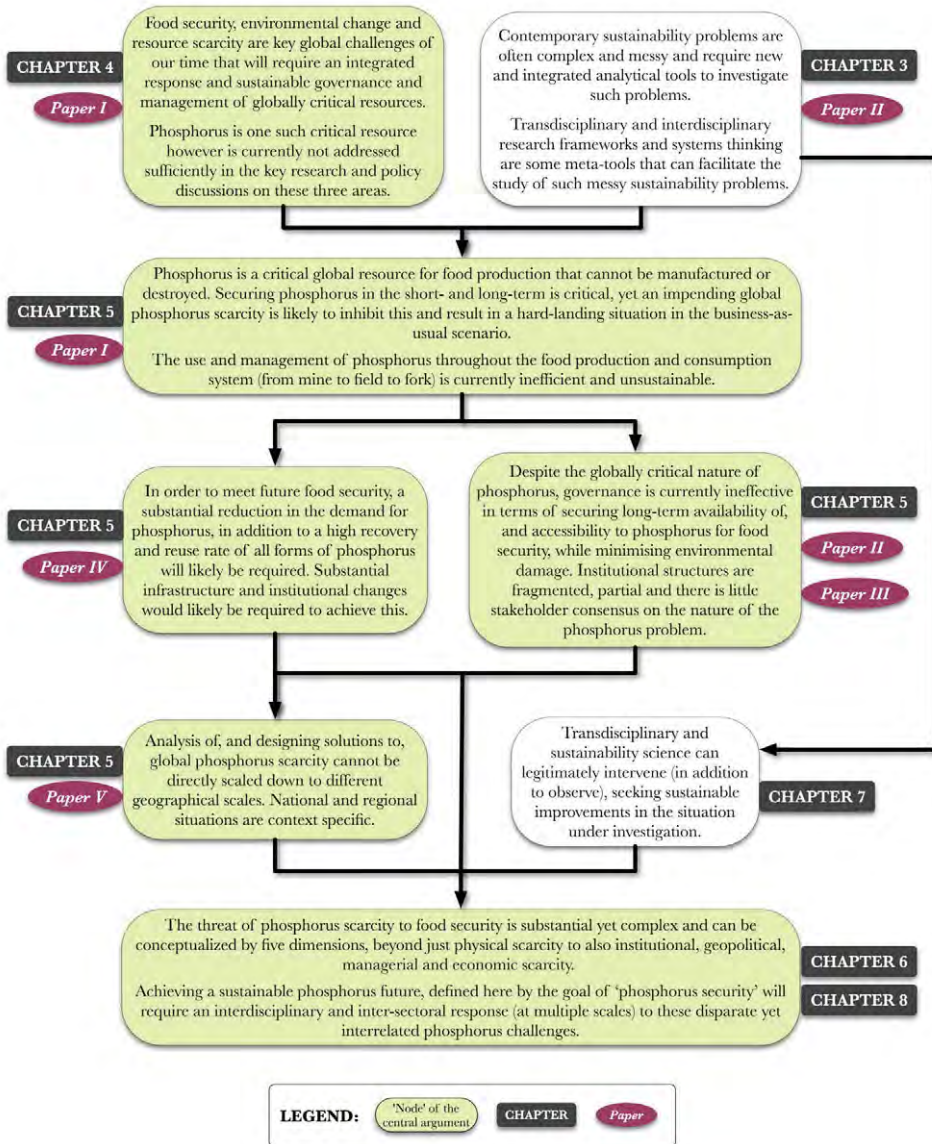 CHAPTER 4
Paper I
Food security, environmental change and
resource scarcity are key global challenges of
our time that will require an integrated
response and sustainable governance and
management of globally critical resources.
Phosphorus is one such critical resource
however is currently not addressed
sufficiently in the key research and policy
discussions on these three areas.
Contemporary sustainability problems are
often complex and messy and require new
and integrated analytical tools to investigate
such problems.
Transdisciplinary and interdisciplinary
research frameworks and systems thinking
are some meta-tools that can facilitate the
study of such messy sustainability problems.
CHAPTER 3
Paper II
CHAPTER 5
Paper I
Phosphorus is a critical global resource for food production that cannot be manufactured or
destroyed. Securing phosphorus in the short- and long-term is critical, yet an impending global
phosphorus scarcity is likely to inhibit this and result in a hard-landing situation in the business-as-
usual scenario.
The use and management of phosphorus throughout the food production and consumption
system (from mine to field to fork) is currently inefficient and unsustainable.
CHAPTER 5
Paper IV
In order to meet future food security, a
substantial reduction in the demand for
phosphorus, in addition to a high recovery
and reuse rate of all forms of phosphorus
will likely be required. Substantial
infrastructure and institutional changes
would likely be required to achieve this.
Despite the globally critical nature of
phosphorus, governance is currently ineffective
in terms of securing long-term availability of,
and accessibility to phosphorus for food
security, while minimising environmental
damage. Institutional structures are
fragmented, partial and there is little
stakeholder consensus on the nature of the
phosphorus problem.
CHAPTER 5
Paper II
Paper III
CHAPTER 5
Paper V
Analysis of, and designing solutions to,
global phosphorus scarcity cannot be
directly scaled down to different
geographical scales. National and regional
situations are context specific.
Transdisciplinary and
sustainability science can
legitimately intervene (in addition
to observe), seeking sustainable
improvements in the situation
under investigation.
CHAPTER 7
The threat of phosphorus scarcity to food security is substantial yet complex and can be
conceptualized by five dimensions, beyond just physical scarcity to also institutional, geopolitical,
managerial and economic scarcity.
Achieving a sustainable phosphorus future, defined here by the goal of 'phosphorus security' will
require an interdisciplinary and inter-sectoral response (at multiple scales) to these disparate yet
interrelated phosphorus challenges.
CHAPTER 6
CHAPTER 8
LEGEND:
'Node' of the
central argument
CHAPTER
Paper